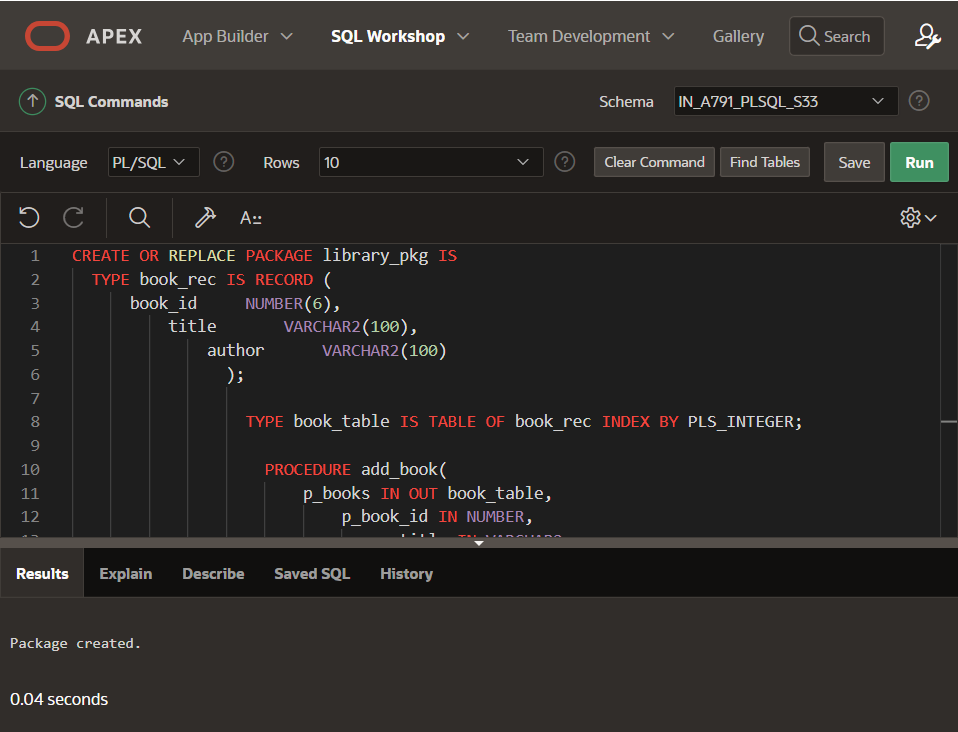 APEX App Builder SQL Workshop Team Development Gallery Search
SQL Commands Schema IN_A791_PLSQL_S33 ?
Language PL/SQL ? Rows 10 ? Clear Command Find Tables Save Run
A::
1 CREATE OR REPLACE PACKAGE library_pkg IS
2 TYPE book_rec IS RECORD (
3 book_id NUMBER(6),
4 title VARCHAR2(100),
5 author VARCHAR2(100)
6 );
7
8 TYPE book_table IS TABLE OF book_rec INDEX BY PLS_INTEGER;
9
10 PROCEDURE add_book(
11 p_books IN OUT book_table,
12 p_book_id IN NUMBER,
Results Explain Describe Saved SQL History
Package created.
0.04 seconds